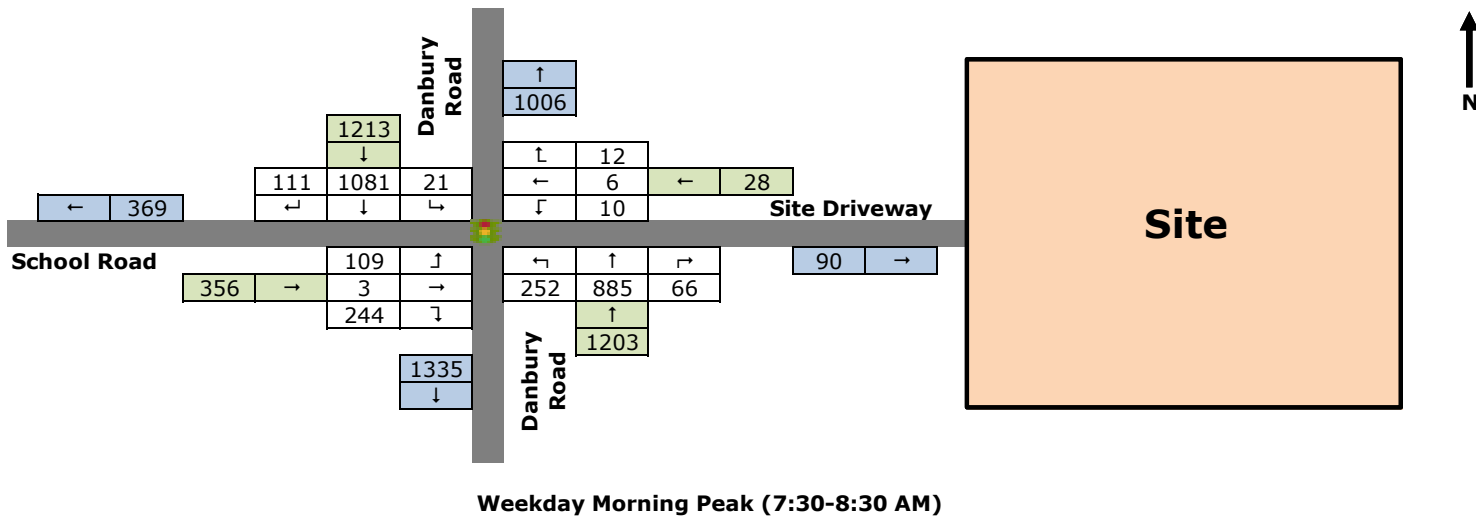 Danbury Road
↑
1006
N
1213
↓
↑ 12
111 1081 21
← 6 ← 28
← 369
↵ ↓ ↳
↓ 10
Site Driveway
Site
School Road
109 ↑
↰ ↑ ↱
90 →
356 → 3 →
252 885 66
244 ↴
↑
1203
1335
↓
Danbury Road
Weekday Morning Peak (7:30-8:30 AM)